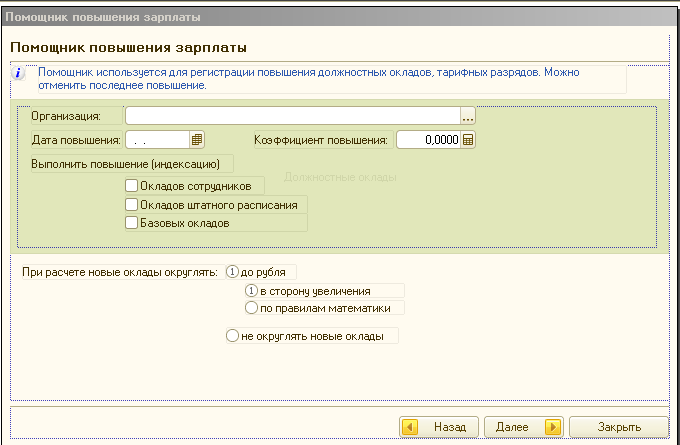 Помощник повышения зарплаты
Помощник повышения зарплаты
Помощник используется для регистрации повышения должностных окладов, тарифных разрядов. Можно
отменить последнее повышение.
Организация: ...
Дата повышения: . . Коэффициент повышения: 0,0000
Выполнить повышение (индексацию)
Должностные оклады
Окладов сотрудников
Окладов штатного расписания
Базовых окладов
При расчете новые оклады округлять: 1 до рубля
1 в сторону увеличения
по правилам математики
не округлять новые оклады
Назад Далее Закрыть